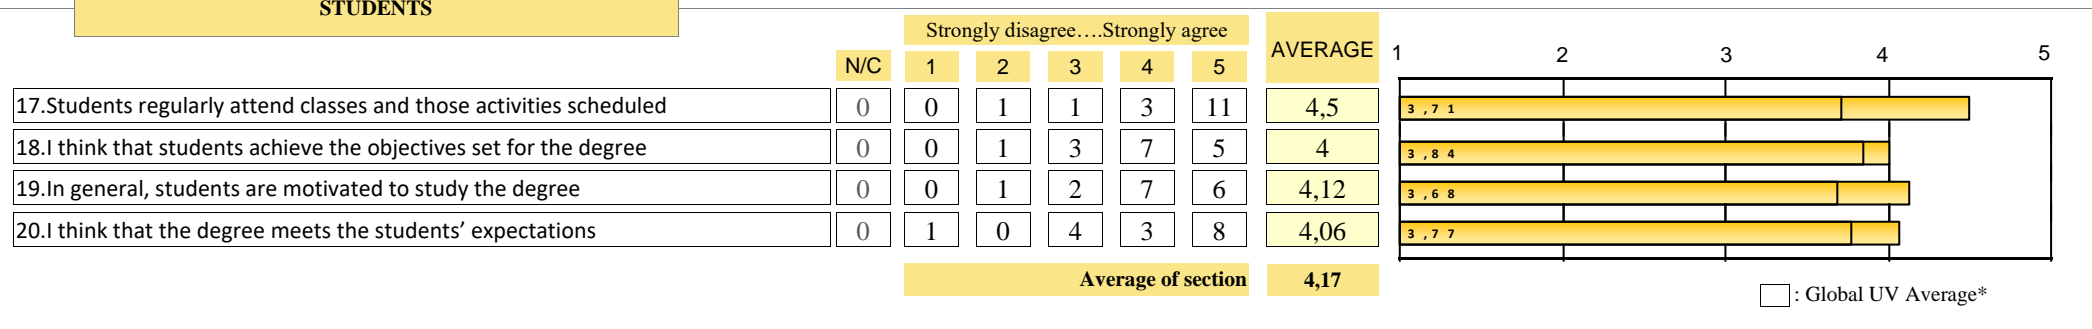 STUDENTS
Strongly disagree….Strongly agree
AVERAGE
1 2 3 4 5
N/C 1 2 3 4 5
17.Students regularly attend classes and those activities scheduled 0 0 1 1 3 11 4,5 3,71
18.I think that students achieve the objectives set for the degree 0 0 1 3 7 5 4 3,84
19.In general, students are motivated to study the degree 0 0 1 2 7 6 4,12 3,68
20.I think that the degree meets the students’ expectations 0 1 0 4 3 8 4,06 3,77
Average of section 4,17
: Global UV Average*